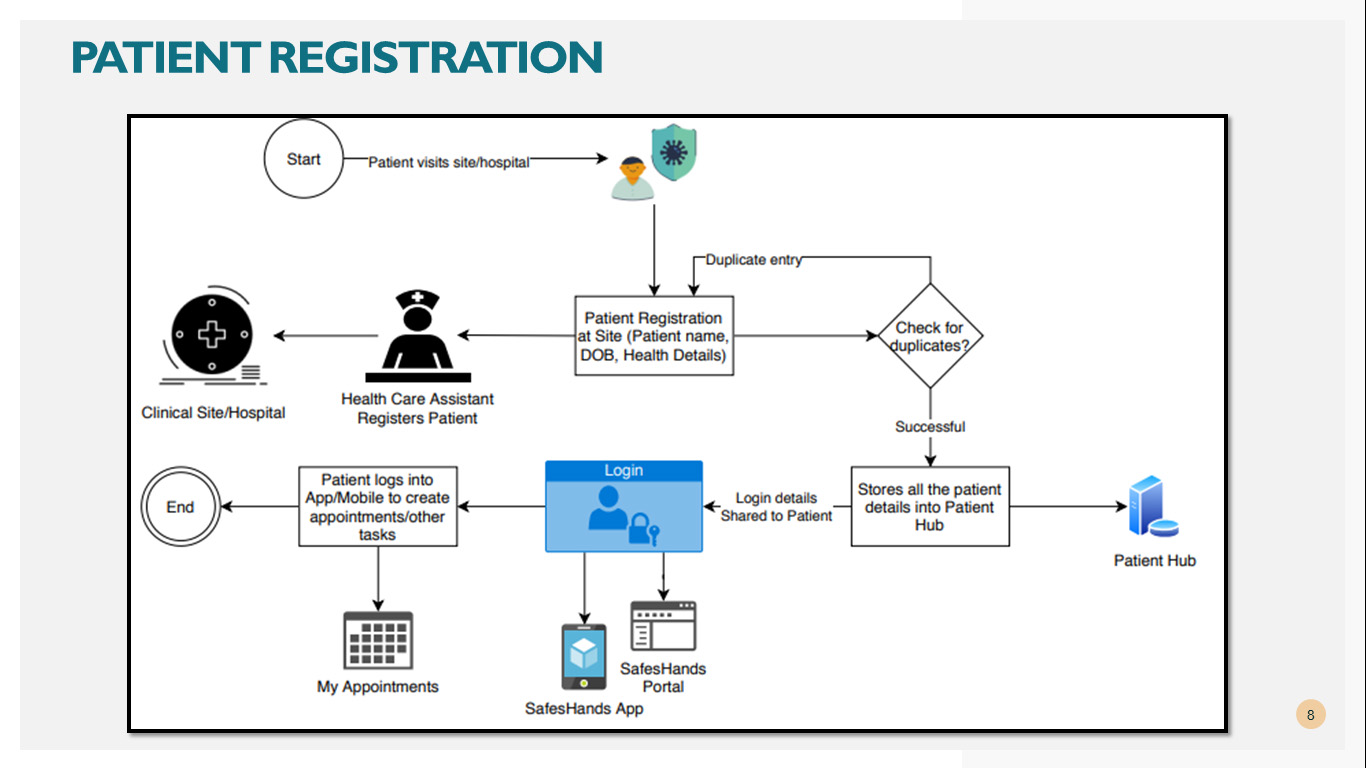 PATIENT REGISTRATION
Start
Patient visits site/hospital
Duplicate entry
Patient Registration
at Site (Patient name,
DOB, Health Details)
Check for
duplicates?
Health Care Assistant
Registers Patient
Clinical Site/Hospital
Successful
Stores all the patient
details into Patient
Hub
Patient Hub
Login details
Shared to Patient
Login
Patient logs into
App/Mobile to create
appointments/other
tasks
End
My Appointments
SafesHands App
SafesHands
Portal
8